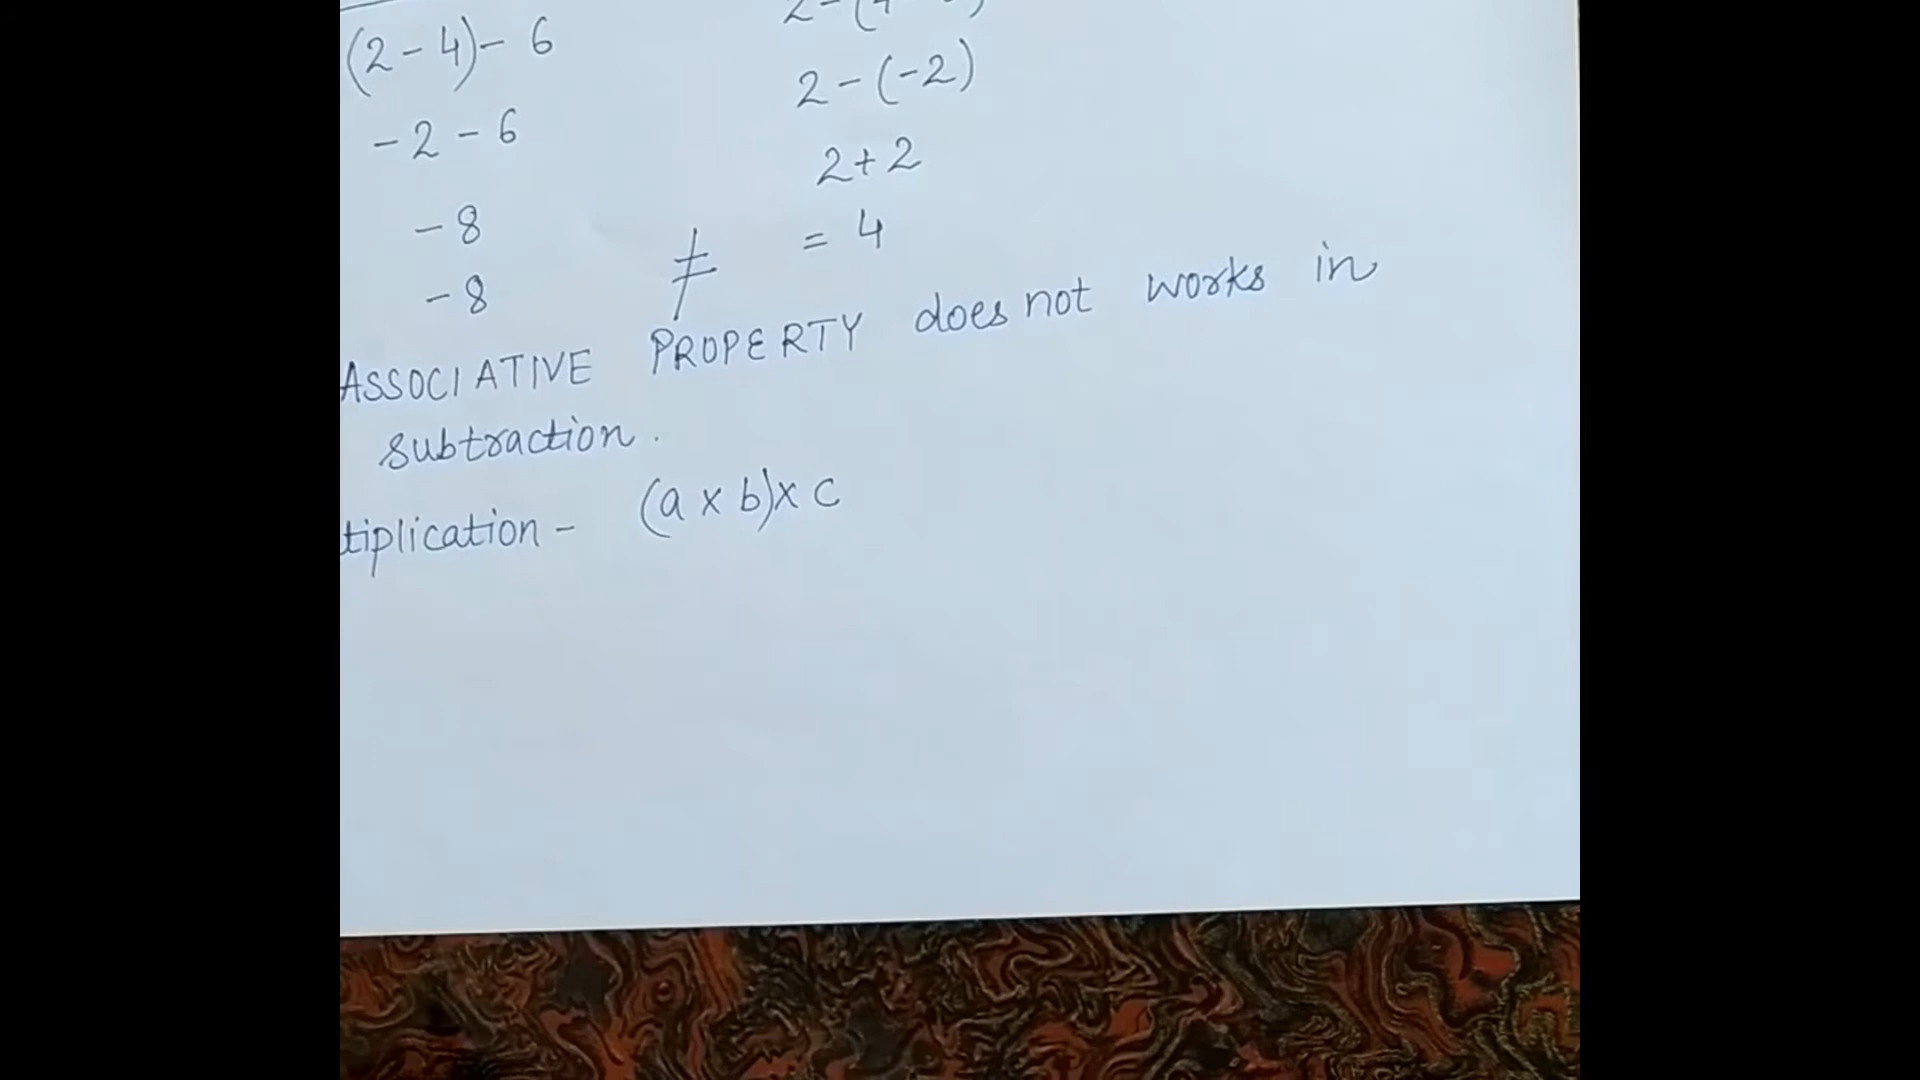 (2-4)-6
2-(
-2-6
2-(-2)
2+2
-8
= 4
-8 ≠
ASSOCIATIVE PROPERTY does not works in
subtraction.
tiplication - (a x b)x c